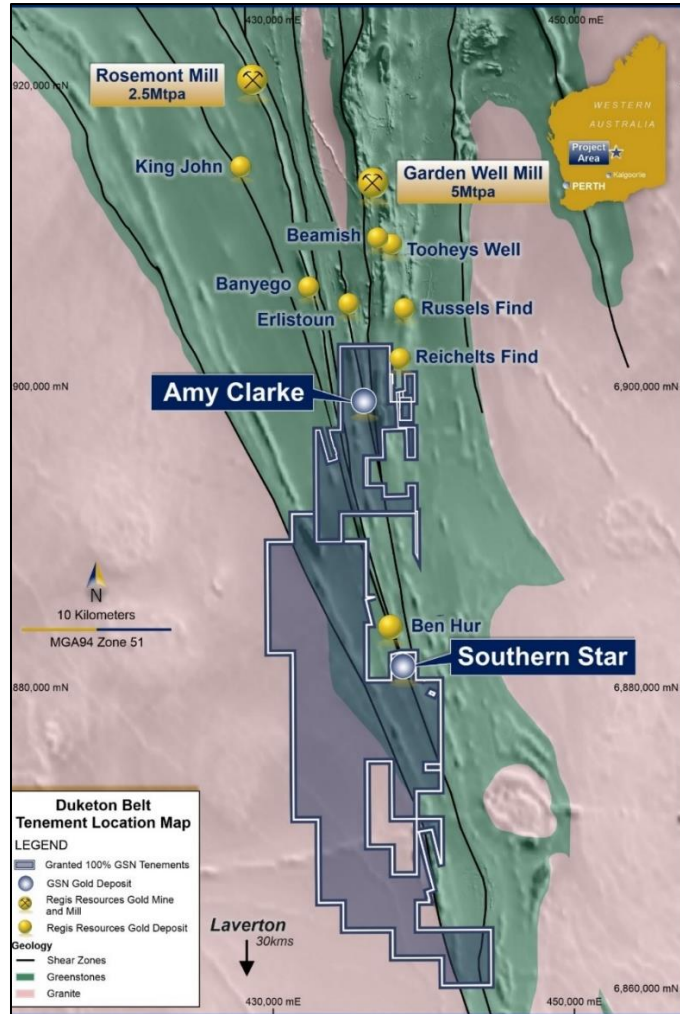 430,000 mE
450,000 mE
920,000 mN
Rosemont Mill
2.5Mtpa
WESTERN
AUSTRALIA
Project
Area
Kalgoorlie
PERTH
King John
Garden Well Mill
5Mtpa
Beamish
Tooheys Well
Banyego
Erlistoun
Russels Find
Reichelts Find
900,000 mN
6,900,000 mN
Amy Clarke
N
10 Kilometers
MGA94 Zone 51
Ben Hur
Southern Star
880,000 mN
6,880,000 mN
Duketon Belt
Tenement Location Map
LEGEND
Granted 100% GSN Tenements
GSN Gold Deposit
Regis Resources Gold Mine
and Mill
Regis Resources Gold Deposit
Geology
Shear Zones
Greenstones
Granite
Laverton
30kms
6,860,000 mN
430,000 mE
450,000 mE